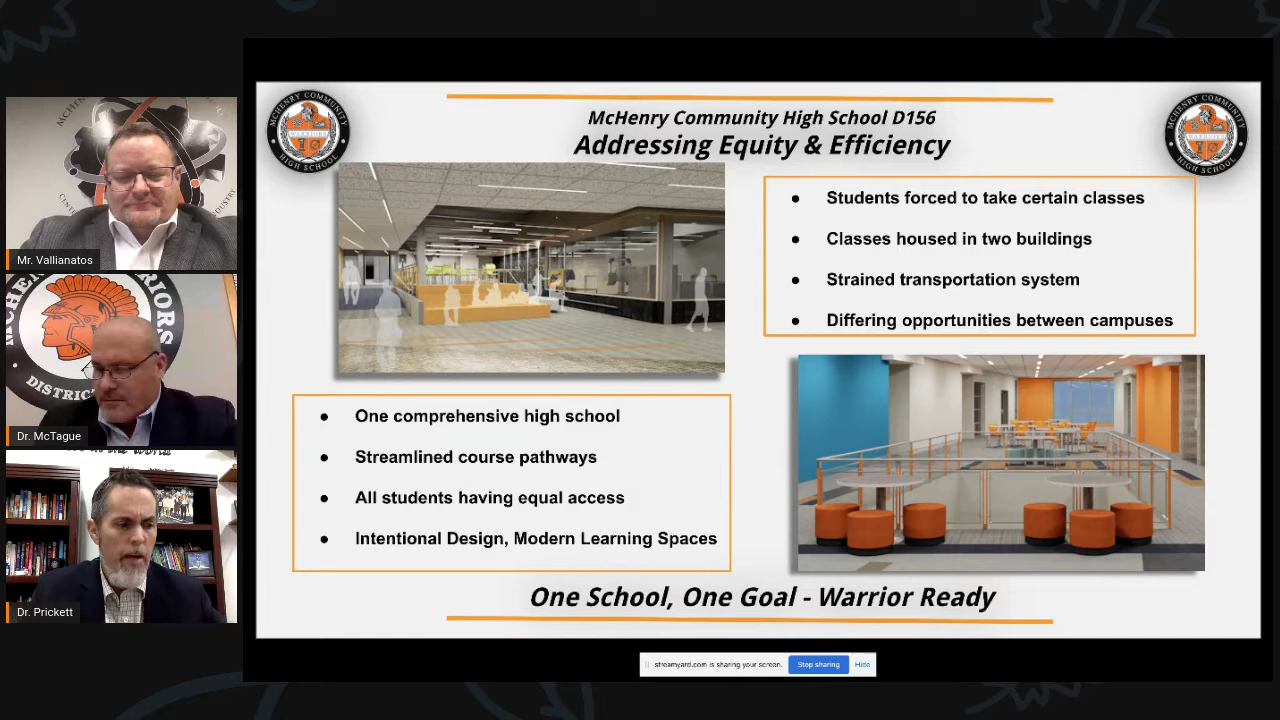 McHenry Community High School D156
Addressing Equity & Efficiency
MCHENRY COMMUNITY
WARRIORS
HIGH SCHOOL
MCHENRY COMMUNITY
WARRIORS
HIGH SCHOOL
● Students forced to take certain classes
● Classes housed in two buildings
● Strained transportation system
● Differing opportunities between campuses
● One comprehensive high school
● Streamlined course pathways
● All students having equal access
● Intentional Design, Modern Learning Spaces
One School, One Goal - Warrior Ready
Mr. Vallianatos
Dr. McTague
Dr. Prickett
streamyard.com is sharing your screen.
Stop sharing
Hide